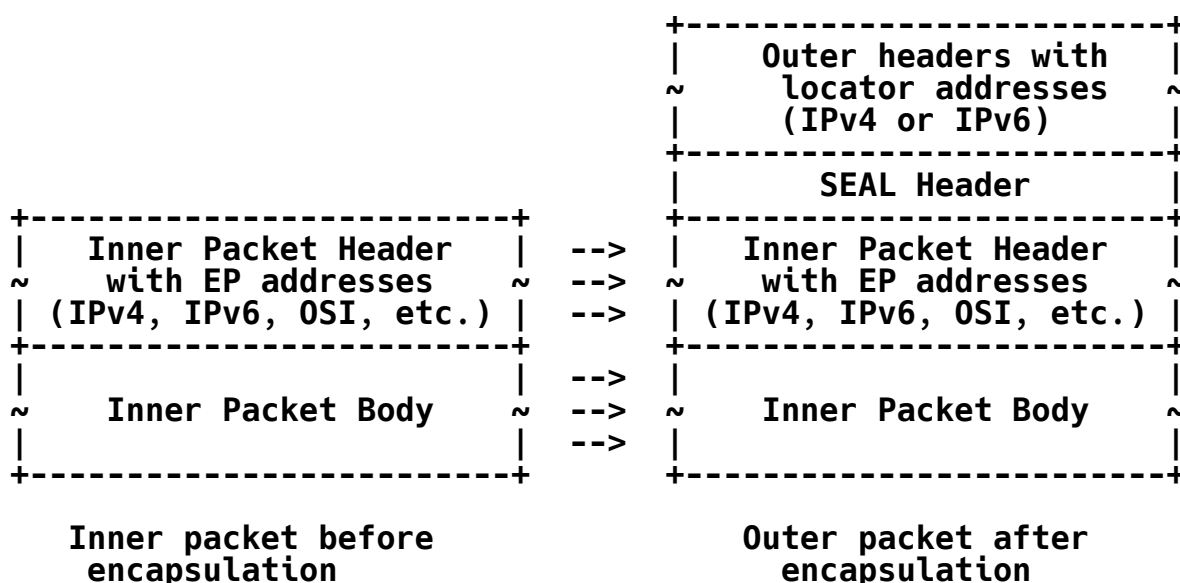 +-------------------------+
                                  |    Outer headers with   |
                                  ~     locator addresses   ~
                                  |     (IPv4 or IPv6)      |
                                  +-------------------------+
                                  |       SEAL Header       |
+-------------------------+       +-------------------------+
|   Inner Packet Header   |  -->  |   Inner Packet Header   |
~    with EP addresses    ~  -->  ~    with EP addresses    ~
| (IPv4, IPv6, OSI, etc.) |  -->  | (IPv4, IPv6, OSI, etc.) |
+-------------------------+       +-------------------------+
|                         |  -->  |                         |
~    Inner Packet Body    ~  -->  ~    Inner Packet Body    ~
|                         |  -->  |                         |
+-------------------------+       +-------------------------+

   Inner packet before                Outer packet after
    encapsulation                       encapsulation